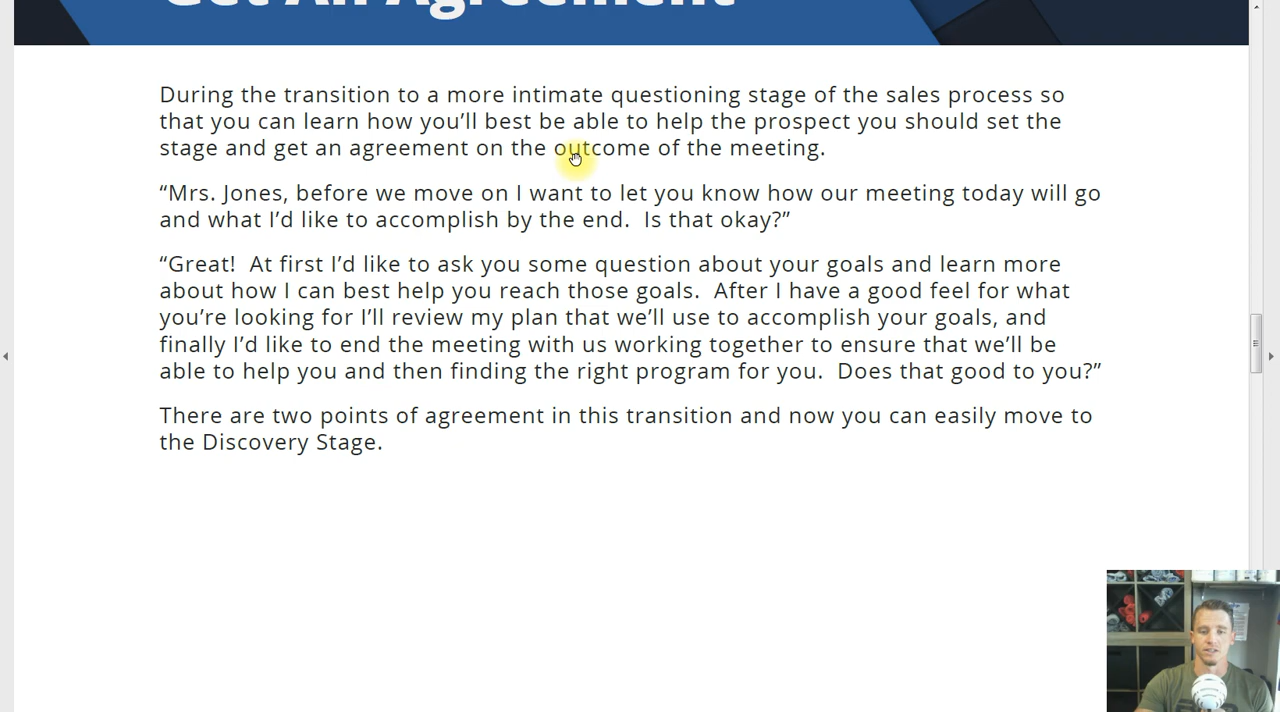 Get An Agreement
During the transition to a more intimate questioning stage of the sales process so
that you can learn how you’ll best be able to help the prospect you should set the
stage and get an agreement on the outcome of the meeting.
“Mrs. Jones, before we move on I want to let you know how our meeting today will go
and what I’d like to accomplish by the end.  Is that okay?”
“Great!  At first I’d like to ask you some question about your goals and learn more
about how I can best help you reach those goals.  After I have a good feel for what
you’re looking for I’ll review my plan that we’ll use to accomplish your goals, and
finally I’d like to end the meeting with us working together to ensure that we’ll be
able to help you and then finding the right program for you.  Does that good to you?”
There are two points of agreement in this transition and now you can easily move to
the Discovery Stage.